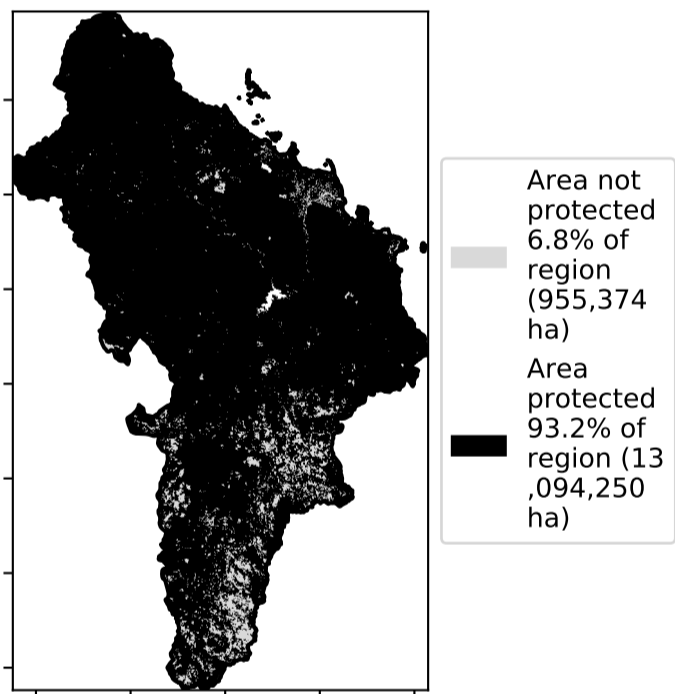 Area not
protected
6.8% of
region
(955,374
ha)
Area
protected
93.2% of
region (13
,094,250
ha)